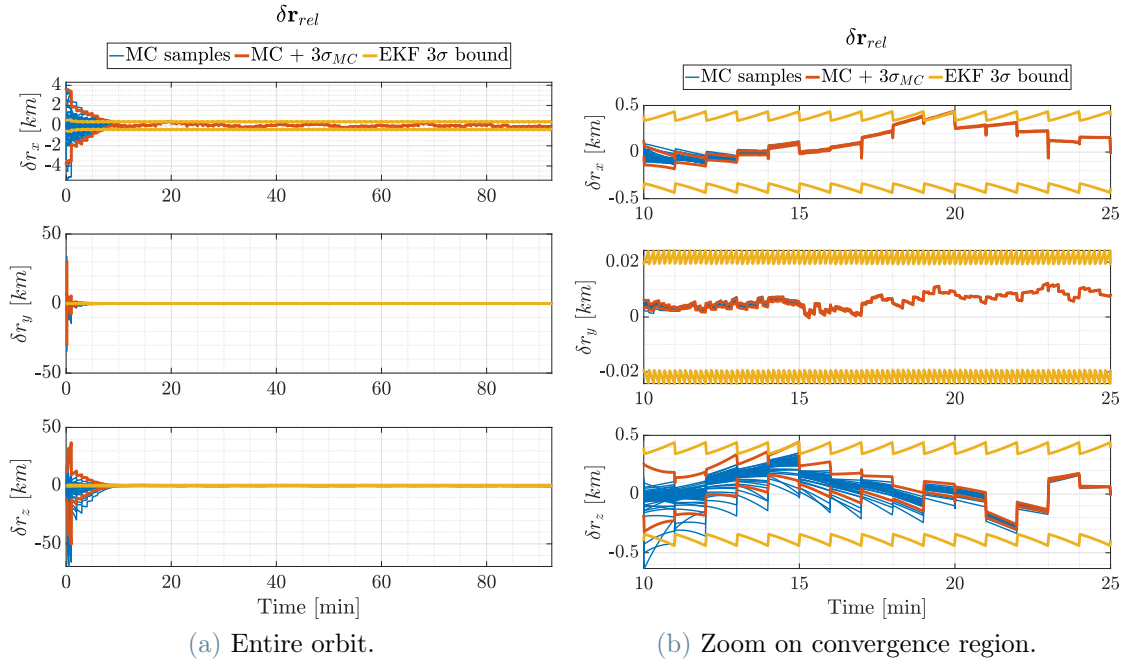 δr_rel
MC samples MC + 3σ_MC EKF 3σ bound
4
2
0
-2
-4
δr_x [km]
0 20 40 60 80
50
0
-50
δr_y [km]
0 20 40 60 80
50
0
-50
δr_z [km]
0 20 40 60 80
Time [min]
(a) Entire orbit.
δr_rel
MC samples MC + 3σ_MC EKF 3σ bound
0.5
0
-0.5
δr_x [km]
10 15 20 25
0.02
0
-0.02
δr_y [km]
10 15 20 25
0.5
0
-0.5
δr_z [km]
10 15 20 25
Time [min]
(b) Zoom on convergence region.